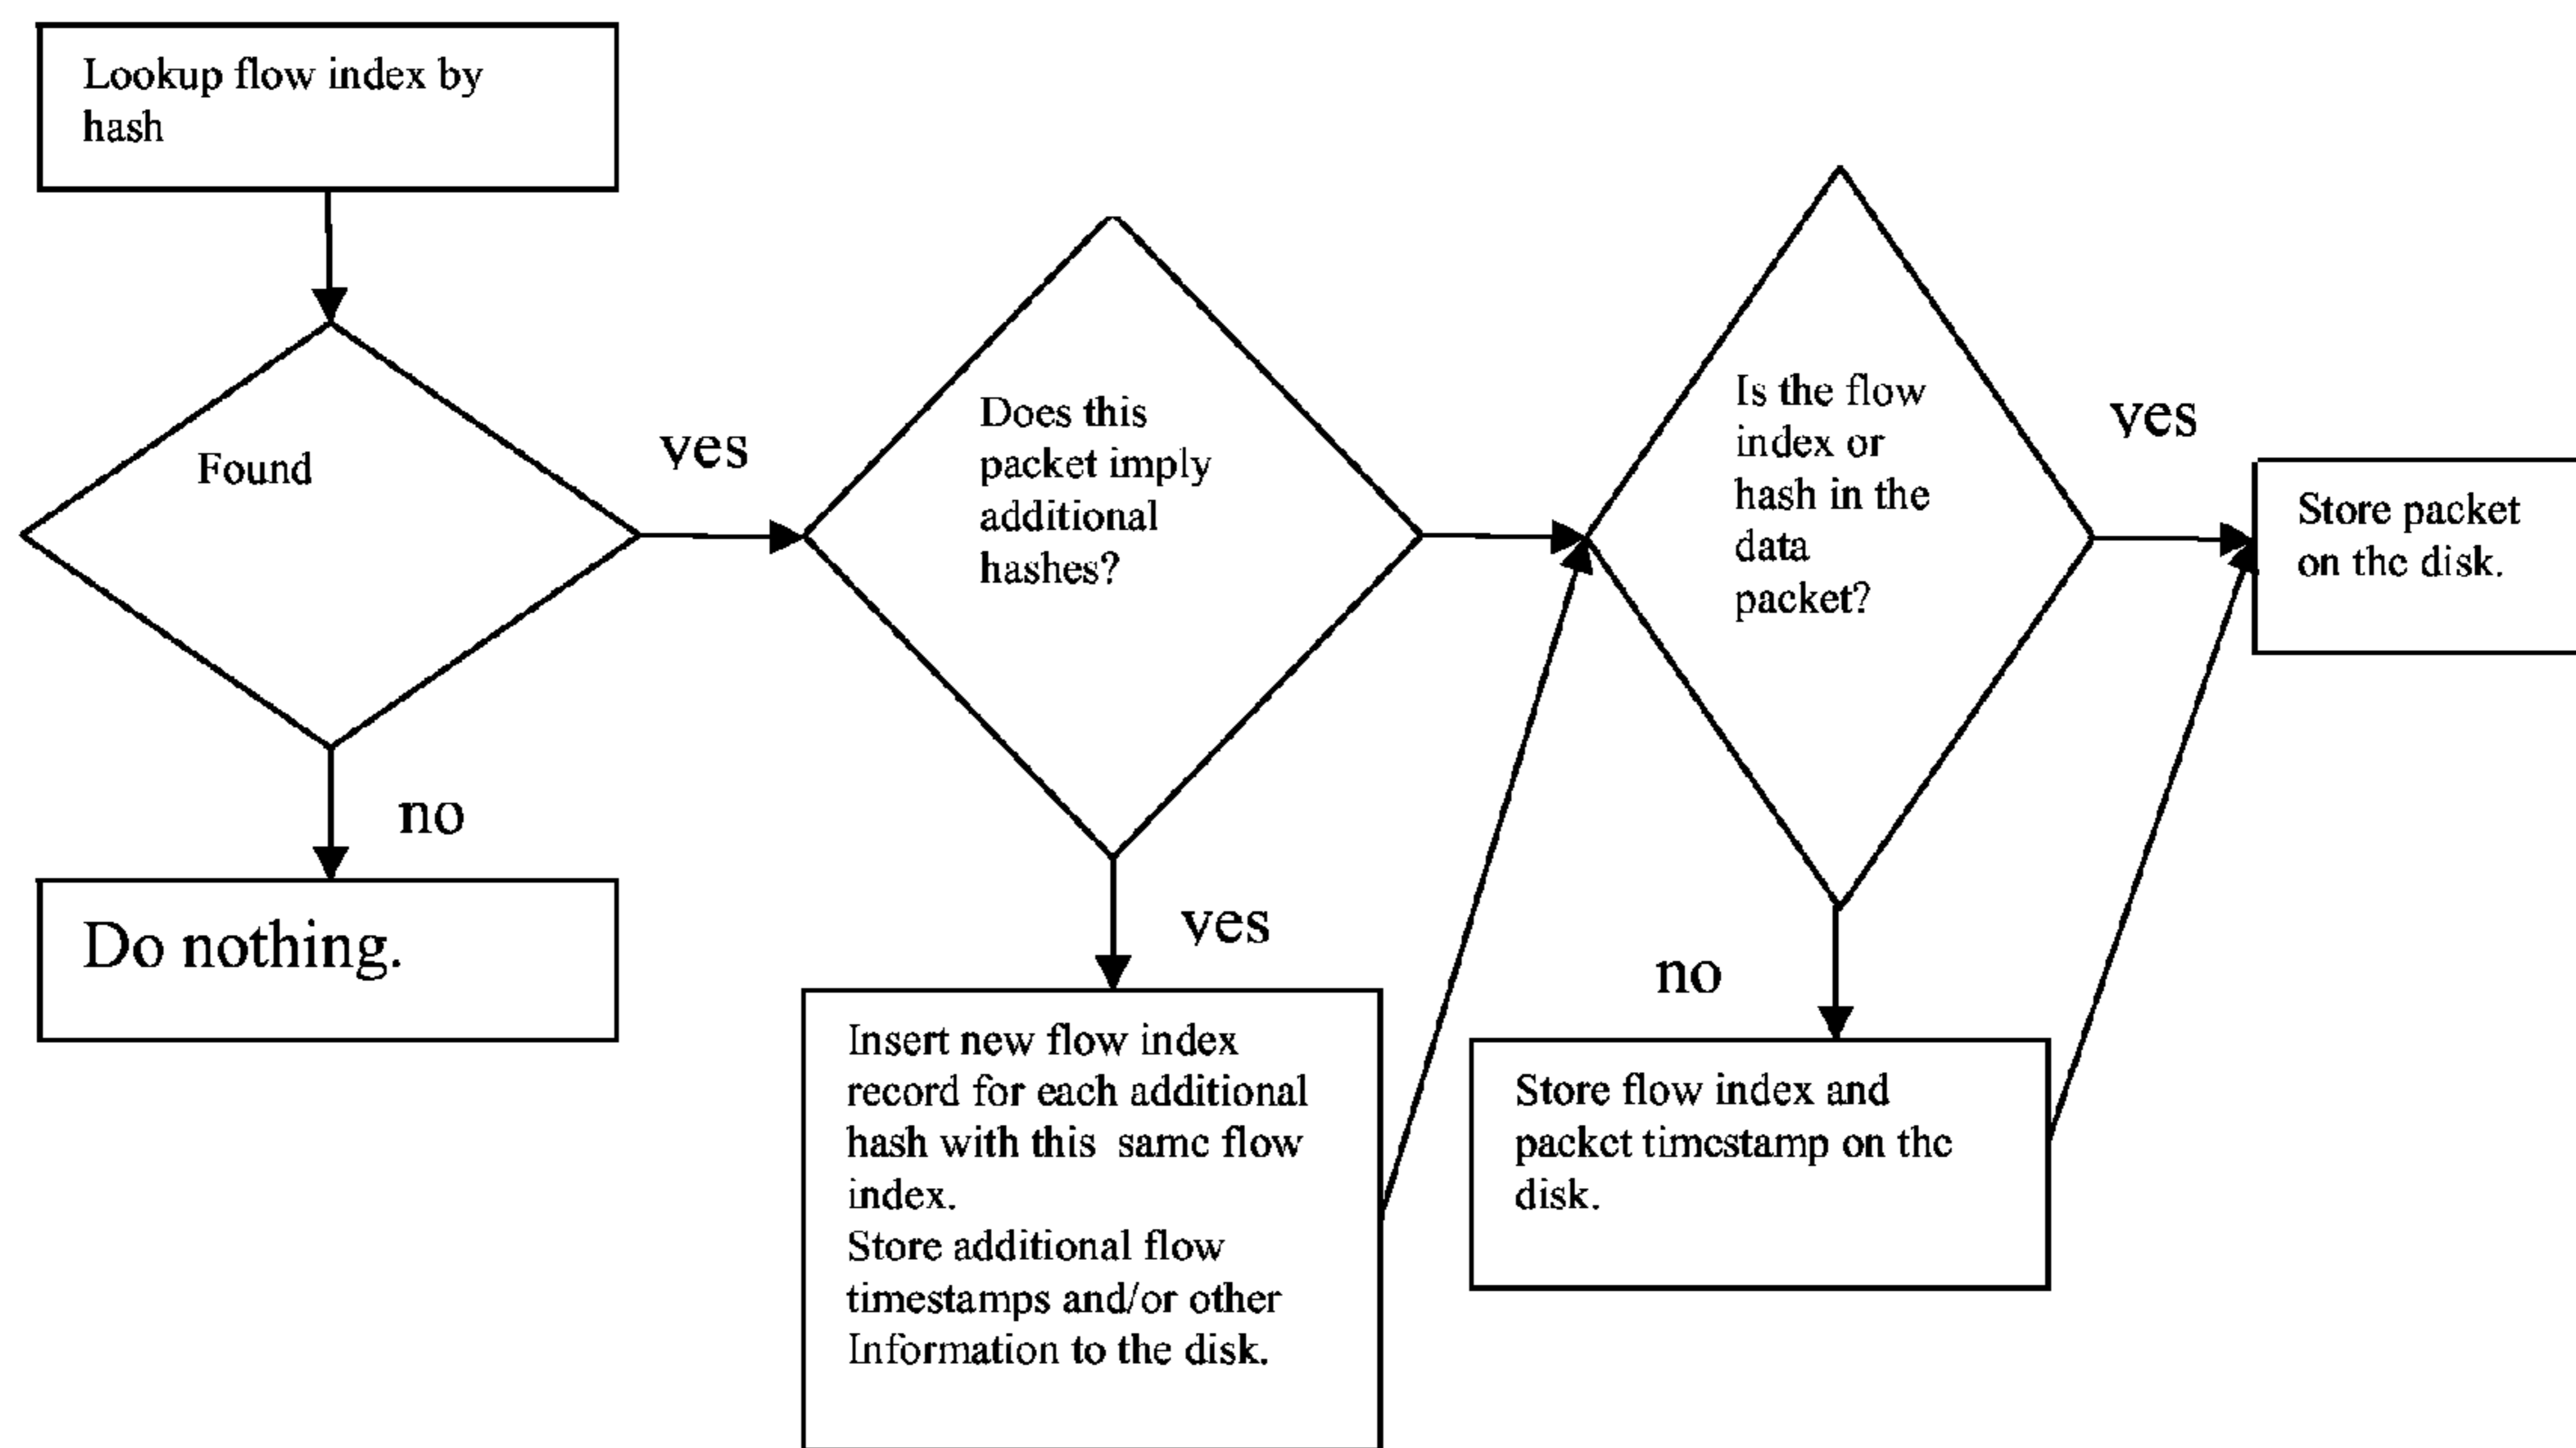 Lookup flow index by
hash
Found
yes
no
Do nothing.
Does this
packet imply
additional
hashes?
yes
Insert new flow index
record for each additional
hash with this same flow
index.
Store additional flow
timestamps and/or other
Information to the disk.
Is the flow
index or
hash in the
data
packet?
yes
no
Store flow index and
packet timestamp on the
disk.
Store packet
on the disk.